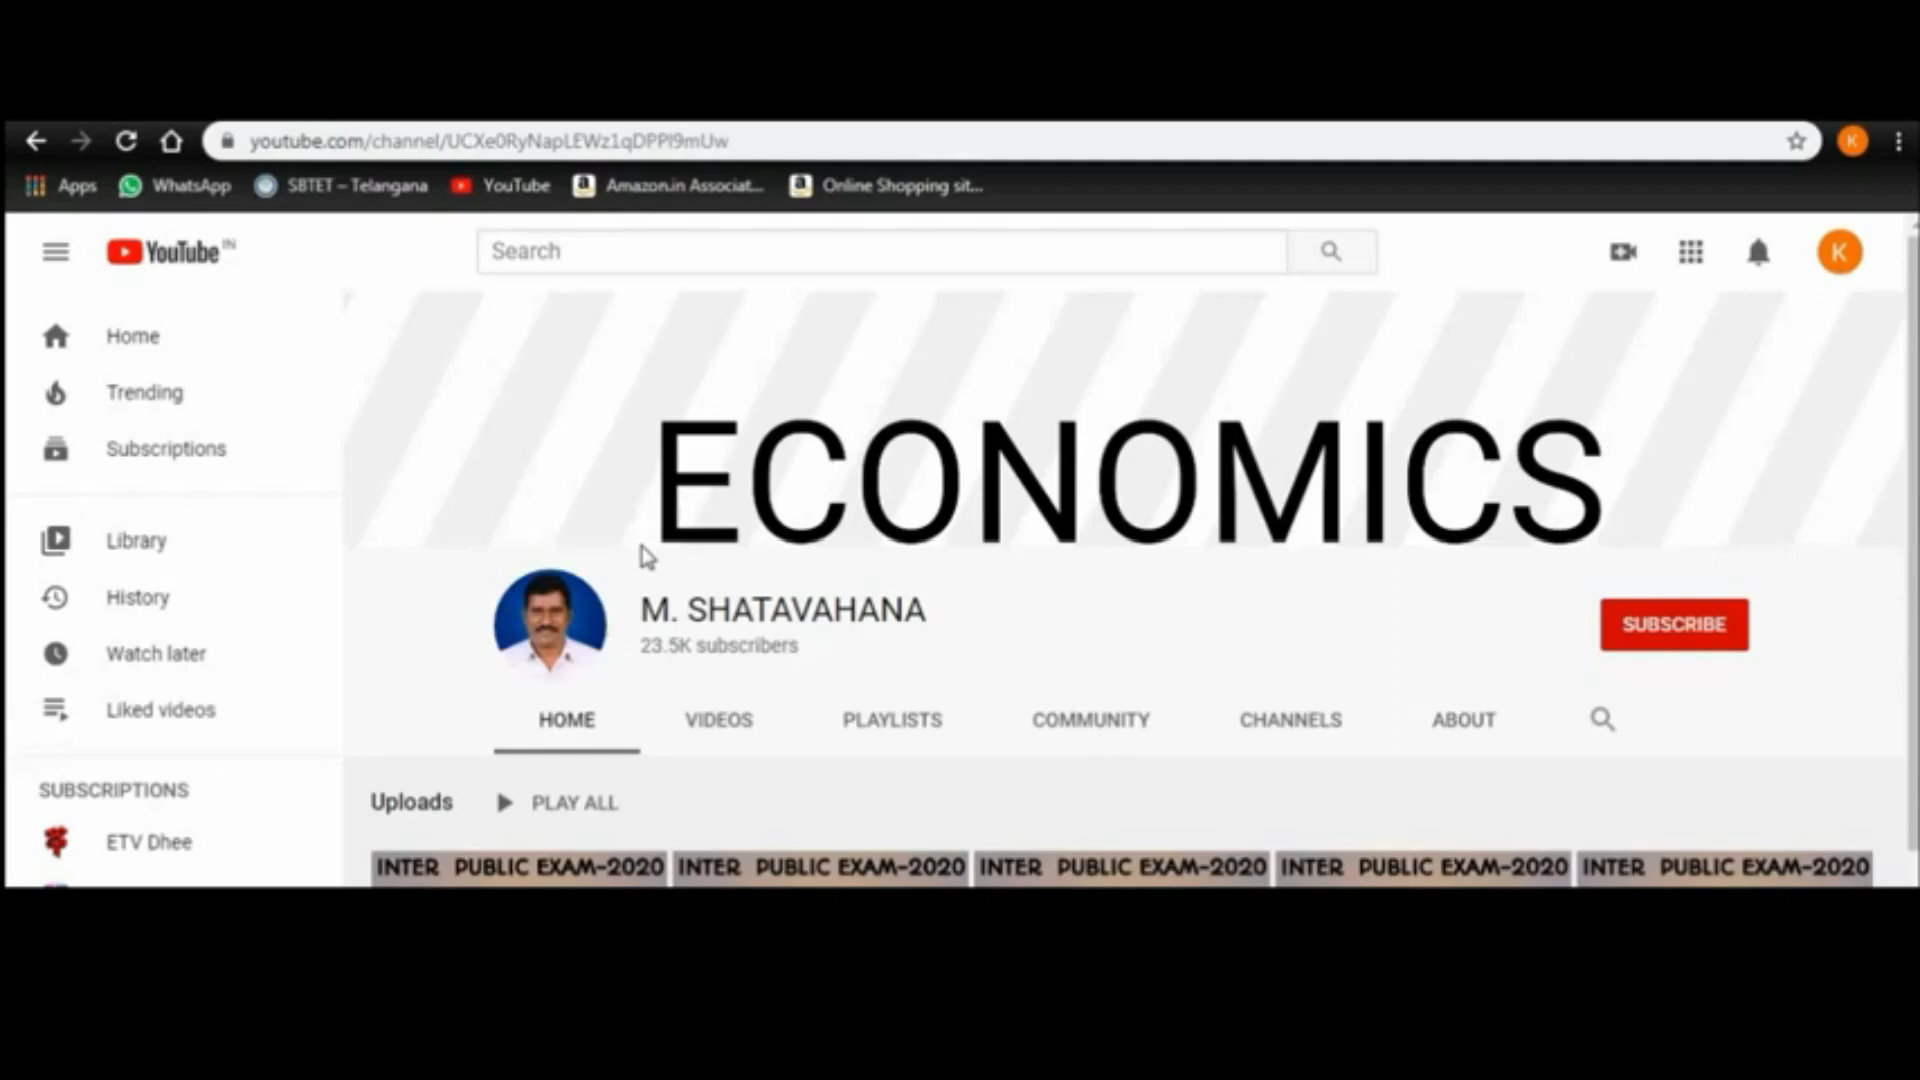 youtube.com/channel/UCXe0RyNapLEWz1qDPPl9mUw
Apps WhatsApp SBTET – Telangana YouTube Amazon.in Associat... Online Shopping sit...
YouTube IN Search K
Home
Trending
Subscriptions
ECONOMICS
Library
History
Watch later
Liked videos
M. SHATAVAHANA
23.5K subscribers
SUBSCRIBE
HOME VIDEOS PLAYLISTS COMMUNITY CHANNELS ABOUT
SUBSCRIPTIONS
ETV Dhee
Uploads PLAY ALL
INTER PUBLIC EXAM-2020 INTER PUBLIC EXAM-2020 INTER PUBLIC EXAM-2020 INTER PUBLIC EXAM-2020 INTER PUBLIC EXAM-2020